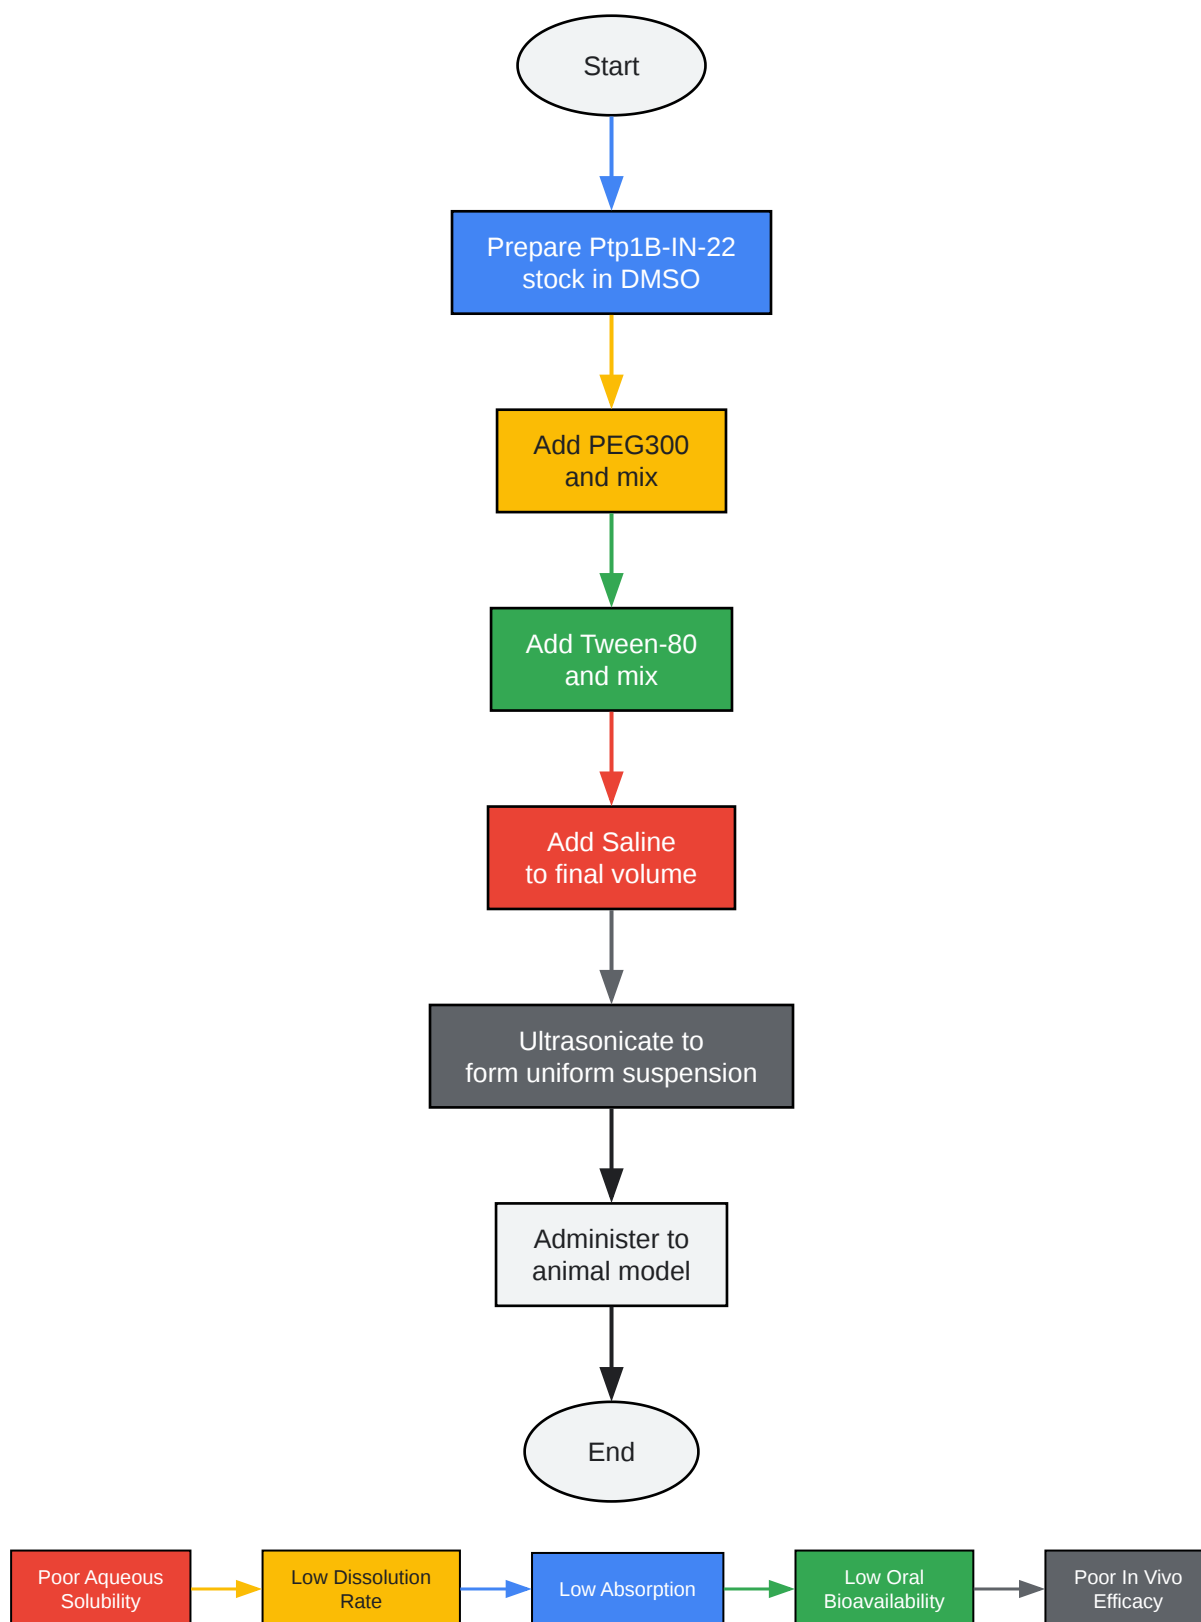 Start
Prepare Ptp1B-IN-22
stock in DMSO
Add PEG300
and mix
Add Tween-80
and mix
Add Saline
to final volume
Ultrasonicate to
form uniform suspension
Administer to
animal model
End
Poor Aqueous
Solubility
Low Dissolution
Rate
Low Absorption
Low Oral
Bioavailability
Poor In Vivo
Efficacy